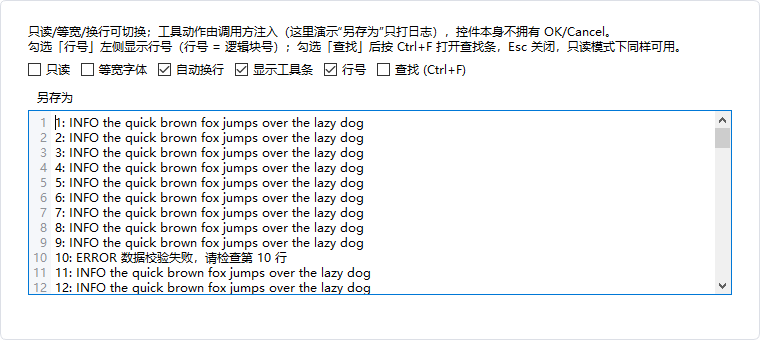 只读/等宽/换行可切换；工具动作由调用方注入（这里演示"另存为"只打日志），控件本身不拥有 OK/Cancel。
勾选「行号」左侧显示行号（行号 = 逻辑块号）；勾选「查找」后按 Ctrl+F 打开查找条，Esc 关闭，只读模式下同样可用。
只读 等宽字体 自动换行 显示工具条 行号 查找 (Ctrl+F)
另存为
1 1: INFO the quick brown fox jumps over the lazy dog
2 2: INFO the quick brown fox jumps over the lazy dog
3 3: INFO the quick brown fox jumps over the lazy dog
4 4: INFO the quick brown fox jumps over the lazy dog
5 5: INFO the quick brown fox jumps over the lazy dog
6 6: INFO the quick brown fox jumps over the lazy dog
7 7: INFO the quick brown fox jumps over the lazy dog
8 8: INFO the quick brown fox jumps over the lazy dog
9 9: INFO the quick brown fox jumps over the lazy dog
10 10: ERROR 数据校验失败，请检查第 10 行
11 11: INFO the quick brown fox jumps over the lazy dog
12 12: INFO the quick brown fox jumps over the lazy dog